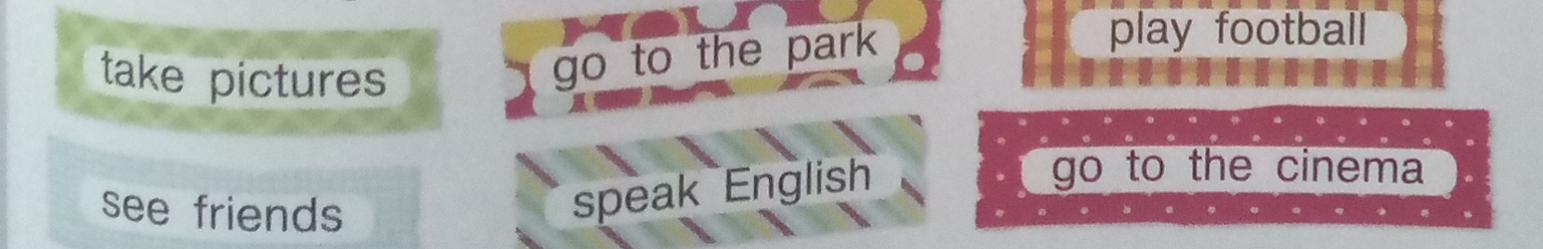 take pictures
go to the park
play football
see friends
speak English
go to the cinema